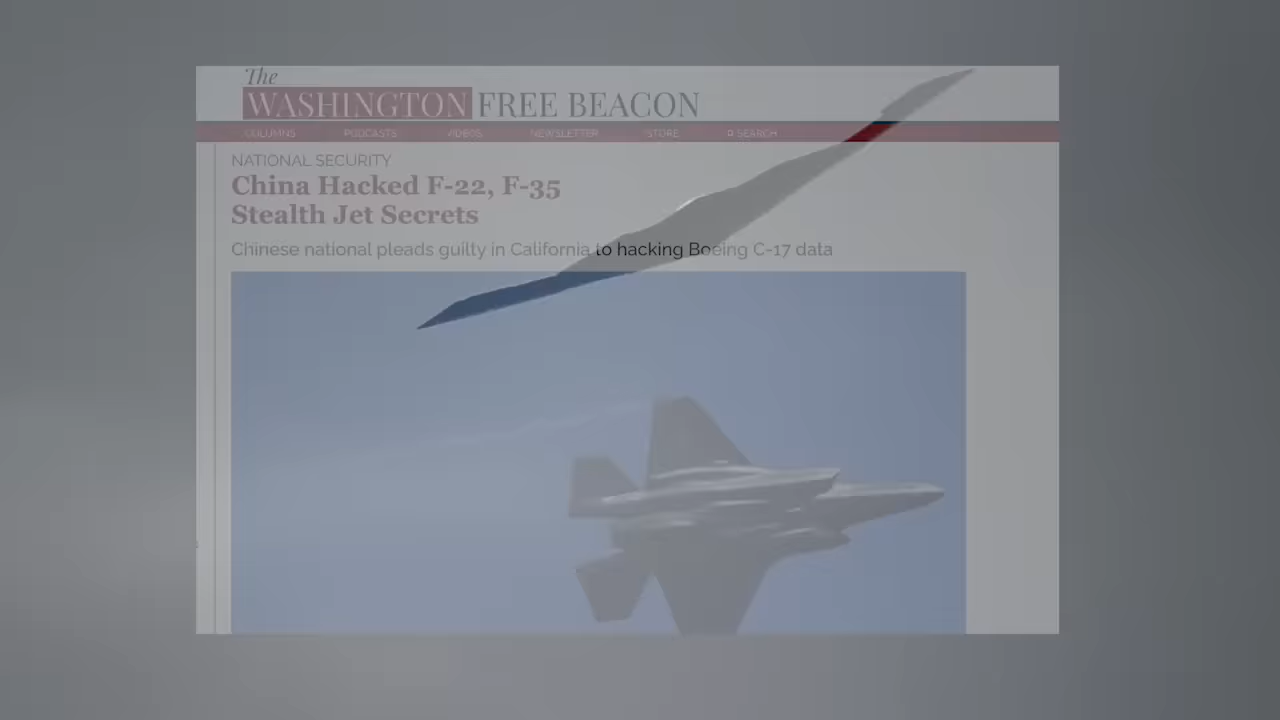 The
WASHINGTON FREE BEACON
COLUMNS PODCASTS VIDEOS NEWSLETTER STORE SEARCH
NATIONAL SECURITY
China Hacked F-22, F-35
Stealth Jet Secrets
Chinese national pleads guilty in California to hacking Boeing C-17 data